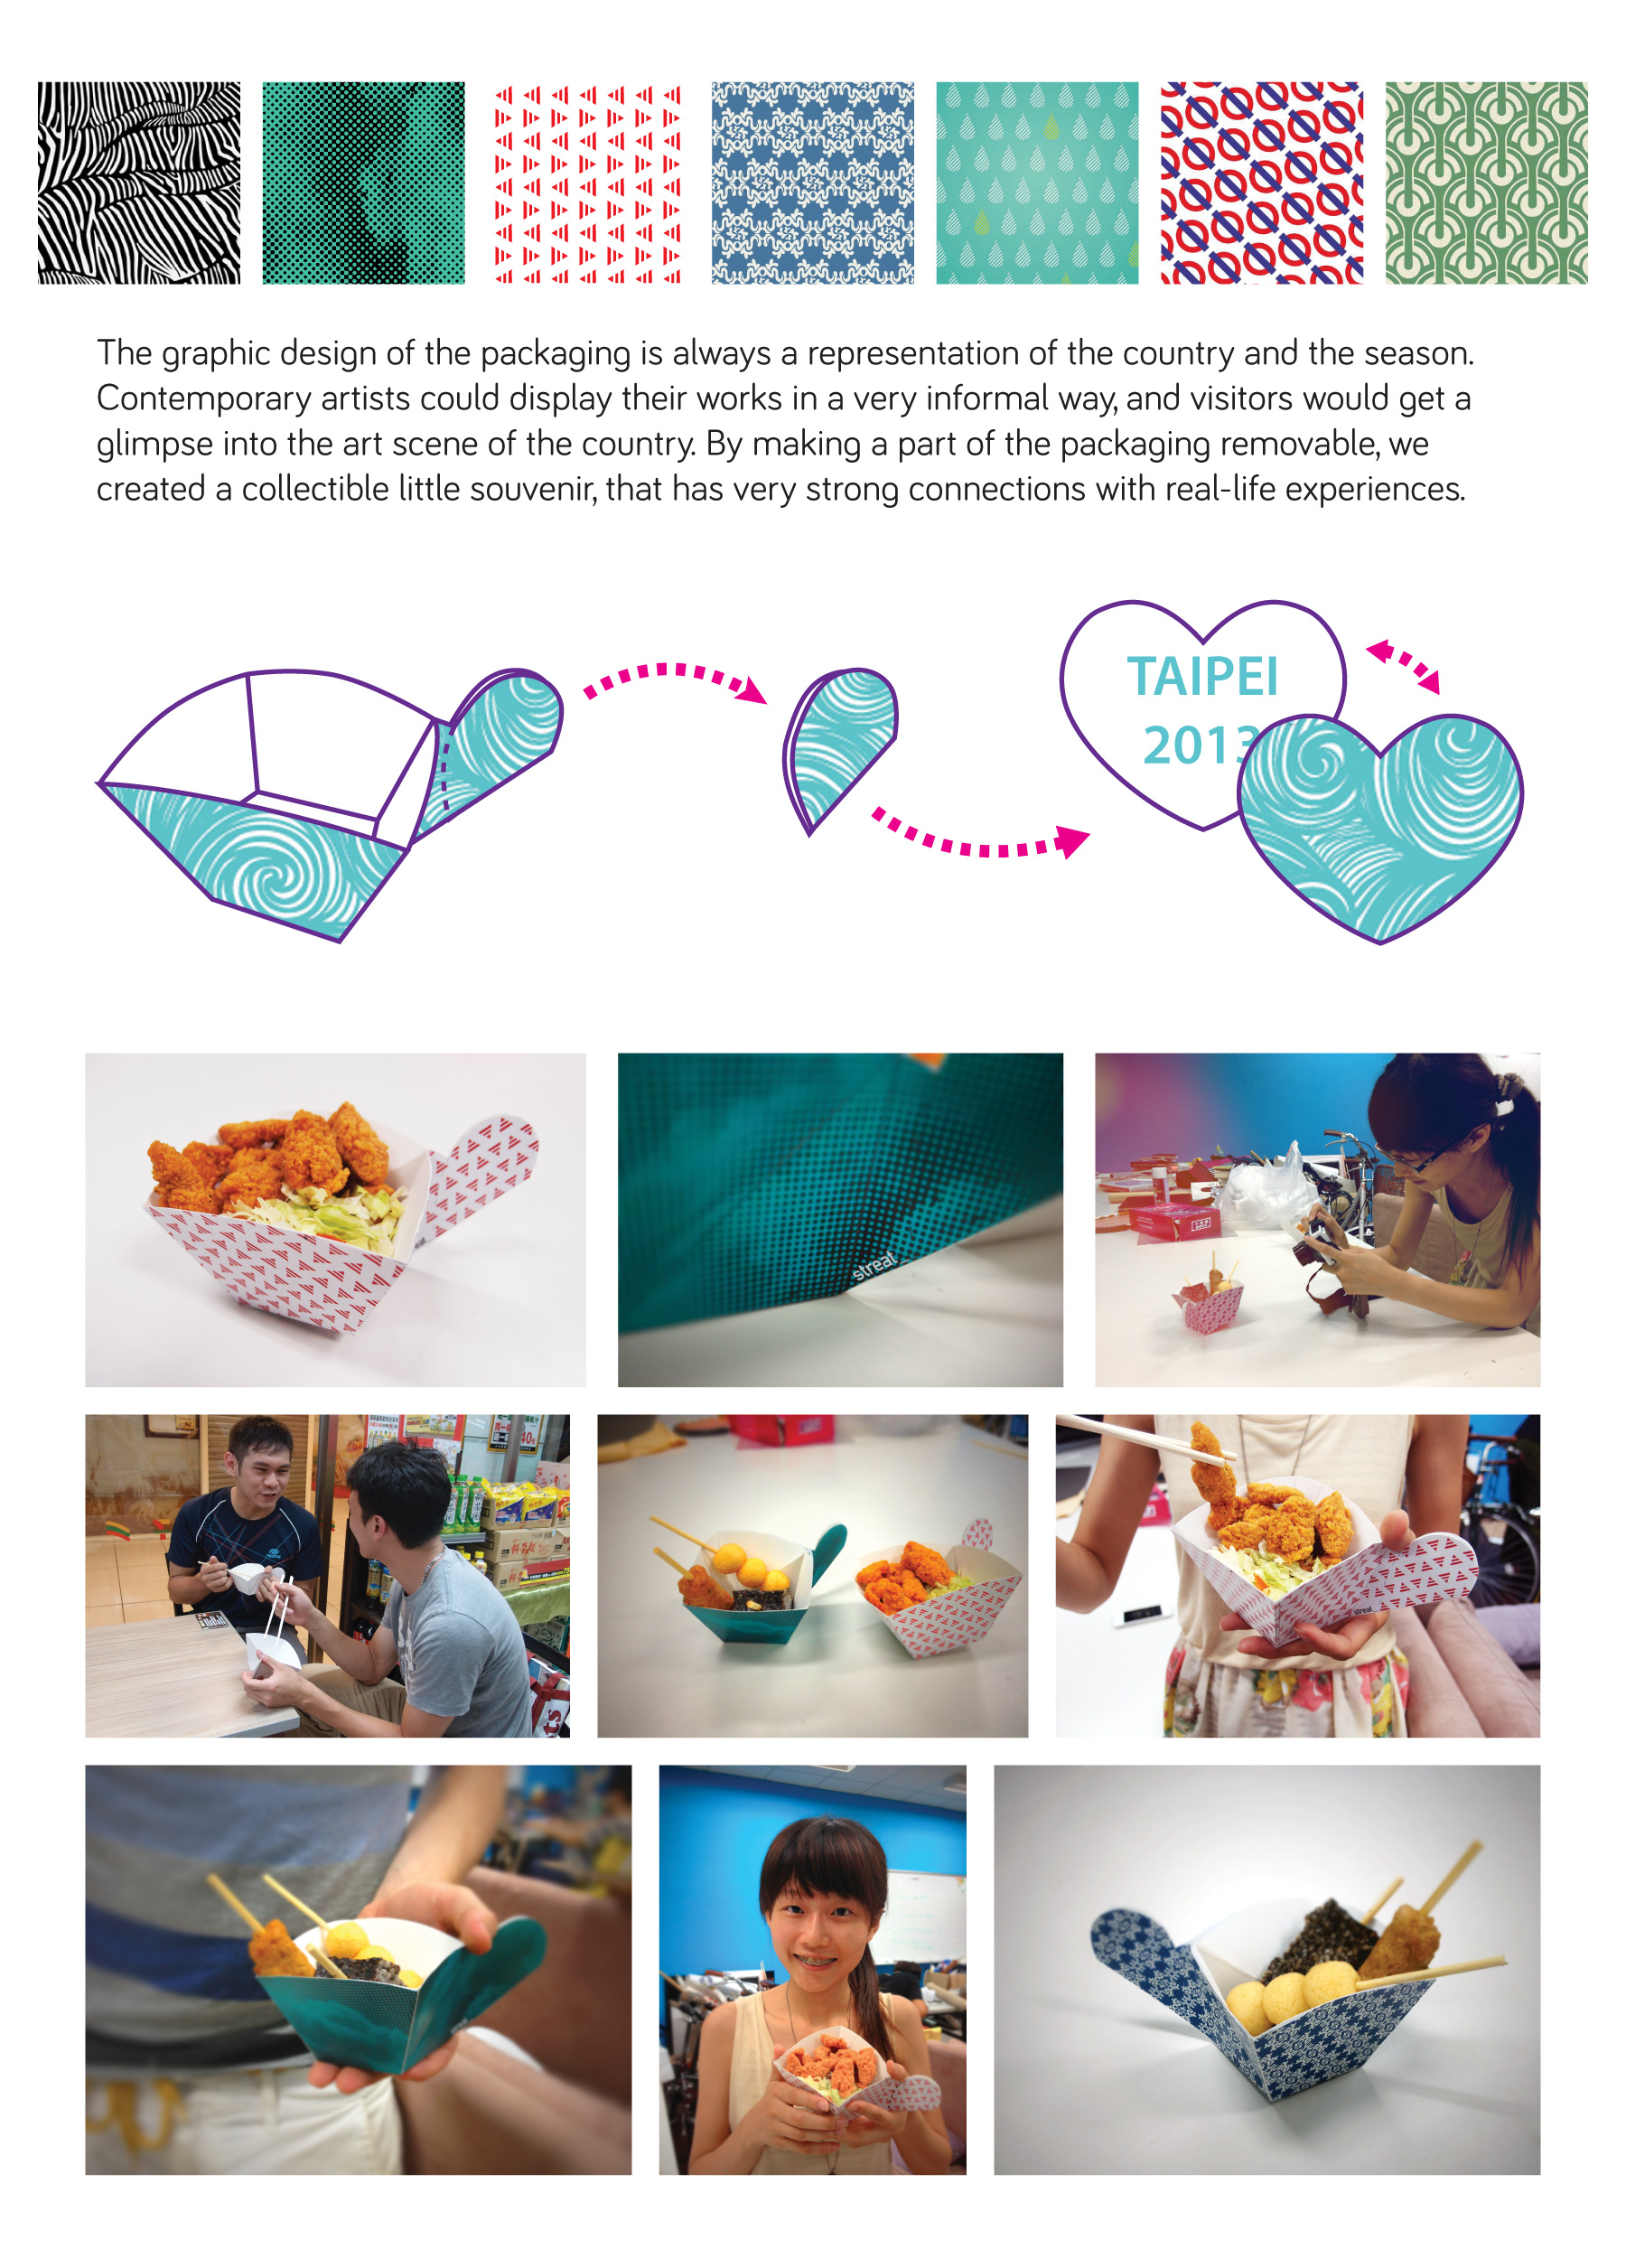 The graphic design of the packaging is always a representation of the country and the season.
Contemporary artists could display their works in a very informal way, and visitors would get a
glimpse into the art scene of the country. By making a part of the packaging removable, we
created a collectible little souvenir, that has very strong connections with real-life experiences.
TAIPEI
2013
streat
40
streat